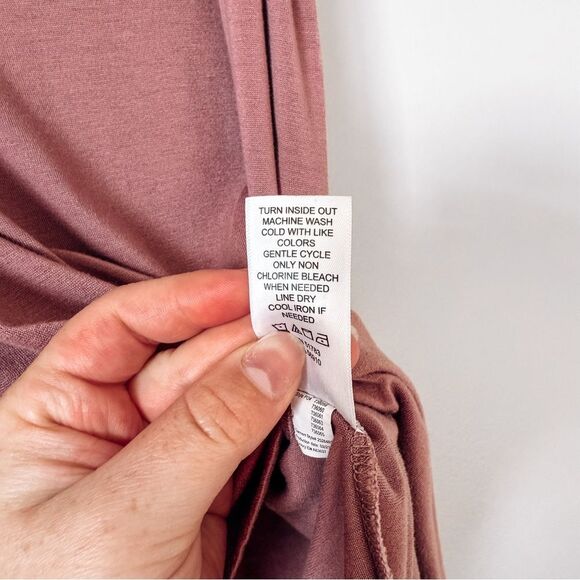 TURN INSIDE OUT
MACHINE WASH
COLD WITH LIKE
COLORS
GENTLE CYCLE
ONLY NON
CHLORINE BLEACH
WHEN NEEDED
LINE DRY
COOL IRON IF
NEEDED
51783